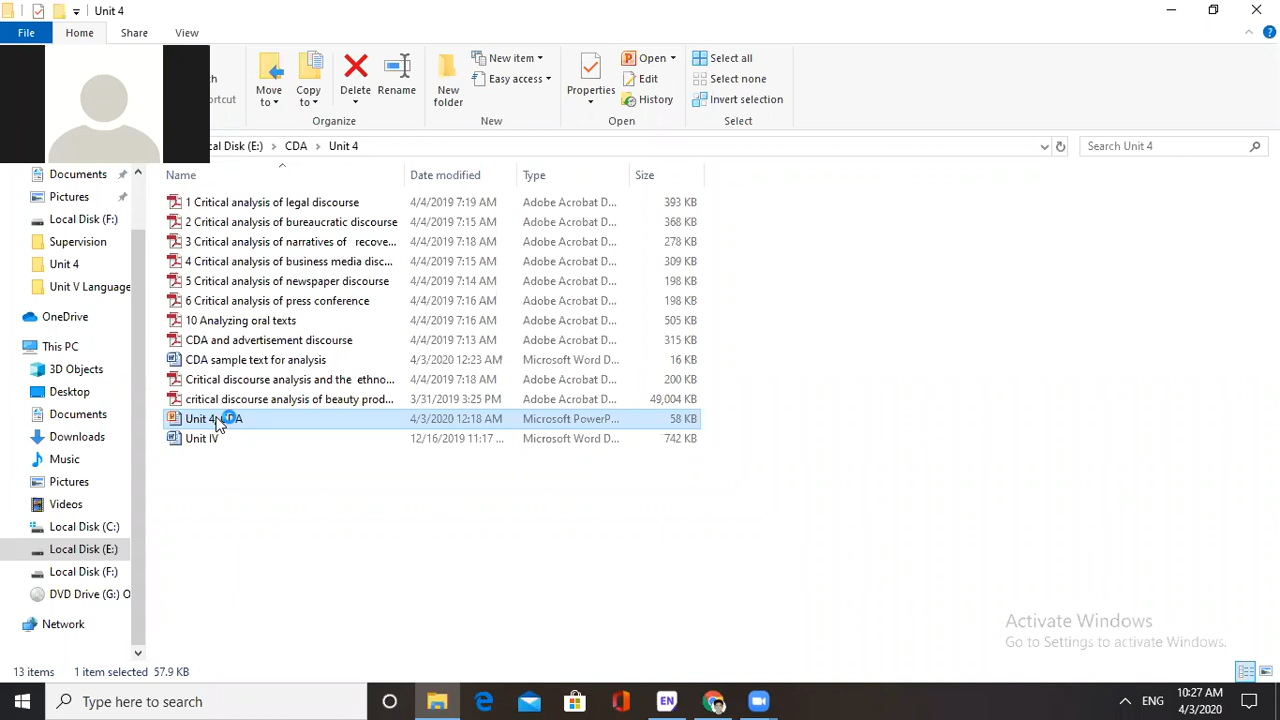 Unit 4
File Home Share View
Move to
Copy to
Delete
Rename
New folder
New item
Easy access
Properties
Open
Edit
History
Select all
Select none
Invert selection
Organize New Open Select
cal Disk (E:) CDA Unit 4
Search Unit 4
Name Date modified Type Size
1 Critical analysis of legal discourse 4/4/2019 7:19 AM Adobe Acrobat D... 393 KB
2 Critical analysis of bureaucratic discourse 4/4/2019 7:15 AM Adobe Acrobat D... 368 KB
3 Critical analysis of narratives of recove... 4/4/2019 7:18 AM Adobe Acrobat D... 278 KB
4 Critical analysis of business media disc... 4/4/2019 7:15 AM Adobe Acrobat D... 309 KB
5 Critical analysis of newspaper discourse 4/4/2019 7:14 AM Adobe Acrobat D... 198 KB
6 Critical analysis of press conference 4/4/2019 7:16 AM Adobe Acrobat D... 198 KB
10 Analyzing oral texts 4/4/2019 7:16 AM Adobe Acrobat D... 505 KB
CDA and advertisement discourse 4/4/2019 7:13 AM Adobe Acrobat D... 315 KB
CDA sample text for analysis 4/3/2020 12:23 AM Microsoft Word D... 16 KB
Critical discourse analysis and the ethno... 4/4/2019 7:18 AM Adobe Acrobat D... 200 KB
critical discourse analysis of beauty prod... 3/31/2019 3:25 PM Adobe Acrobat D... 49,004 KB
Unit 4 4/3/2020 12:18 AM Microsoft PowerP... 58 KB
Unit IV 12/16/2019 11:17 ... Microsoft Word D... 742 KB
Documents
Pictures
Local Disk (F:)
Supervision
Unit 4
Unit V Language
OneDrive
This PC
3D Objects
Desktop
Documents
Downloads
Music
Pictures
Videos
Local Disk (C:)
Local Disk (E:)
Local Disk (F:)
DVD Drive (G:) O
Network
Activate Windows
Go to Settings to activate Windows.
13 items 1 item selected 57.9 KB
Type here to search
EN
ENG
10:27 AM
4/3/2020